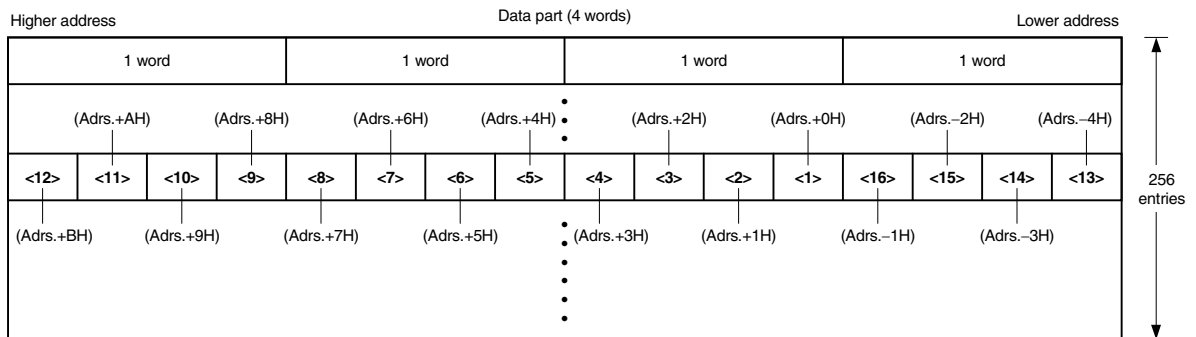 Higher address Data part (4 words) Lower address
1 word 1 word 1 word 1 word
(Adrs.+AH) (Adrs.+8H) (Adrs.+6H) (Adrs.+4H) (Adrs.+2H) (Adrs.+0H) (Adrs.−2H) (Adrs.−4H)
<12> <11> <10> <9> <8> <7> <6> <5> <4> <3> <2> <1> <16> <15> <14> <13>
256
entries
(Adrs.+BH) (Adrs.+9H) (Adrs.+7H) (Adrs.+5H) (Adrs.+3H) (Adrs.+1H) (Adrs.−1H) (Adrs.−3H)